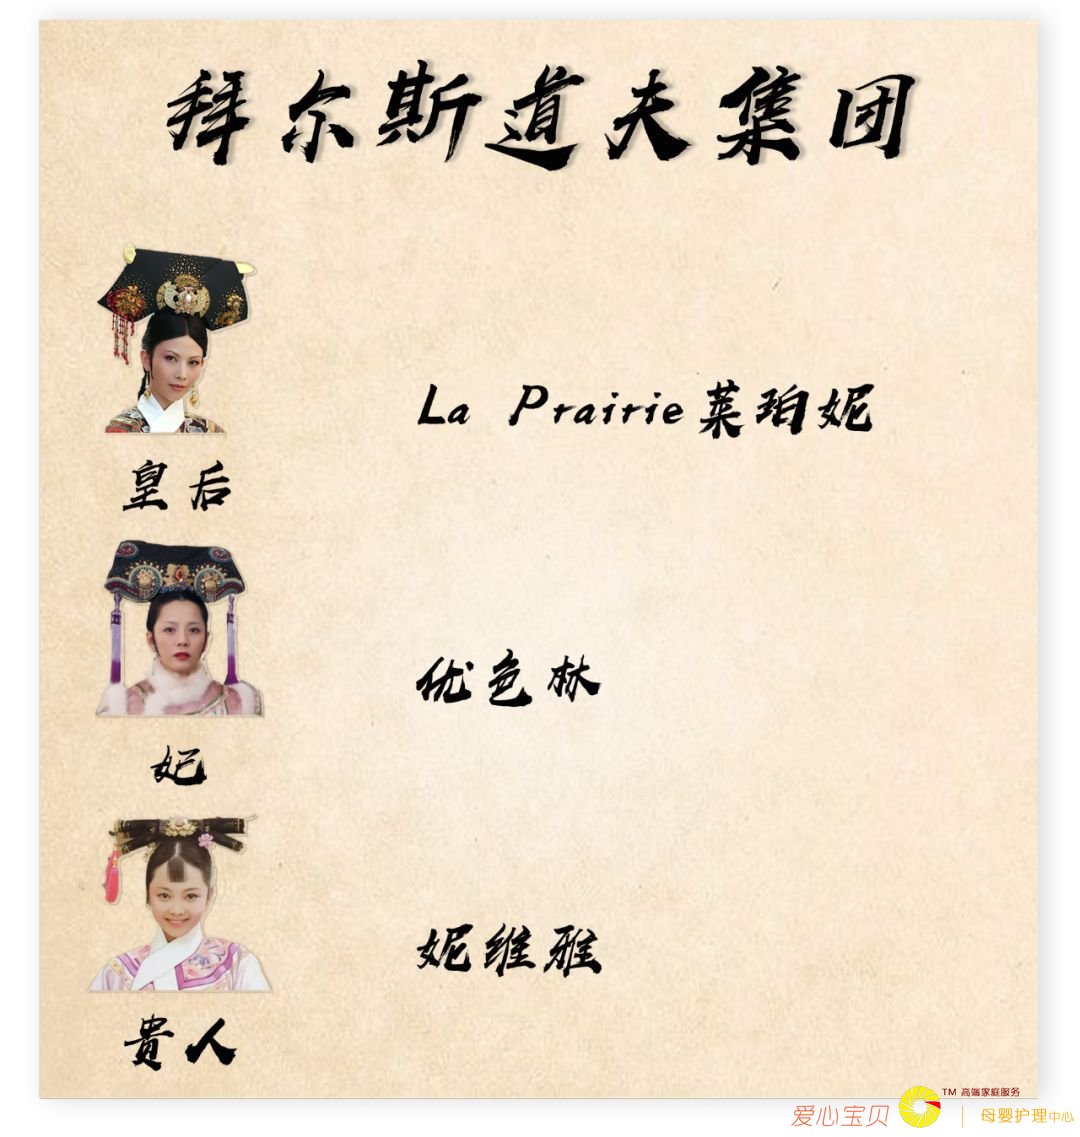 拜尔斯道夫集团
La Prairie莱珀妮
皇后
优色林
妃
妮维雅
贵人
TM 高端家庭服务
爱心宝贝
母婴护理中心